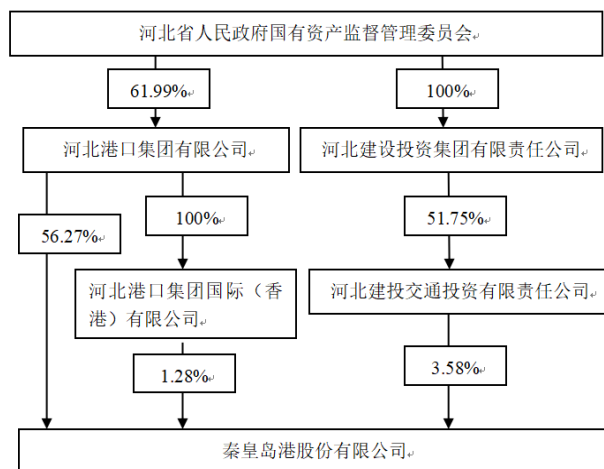 河北省人民政府国有资产监督管理委员会
61.99%
100%
河北港口集团有限公司
河北建设投资集团有限责任公司
56.27%
100%
51.75%
河北港口集团国际（香
港）有限公司
河北建投交通投资有限责任公司
1.28%
3.58%
秦皇岛港股份有限公司